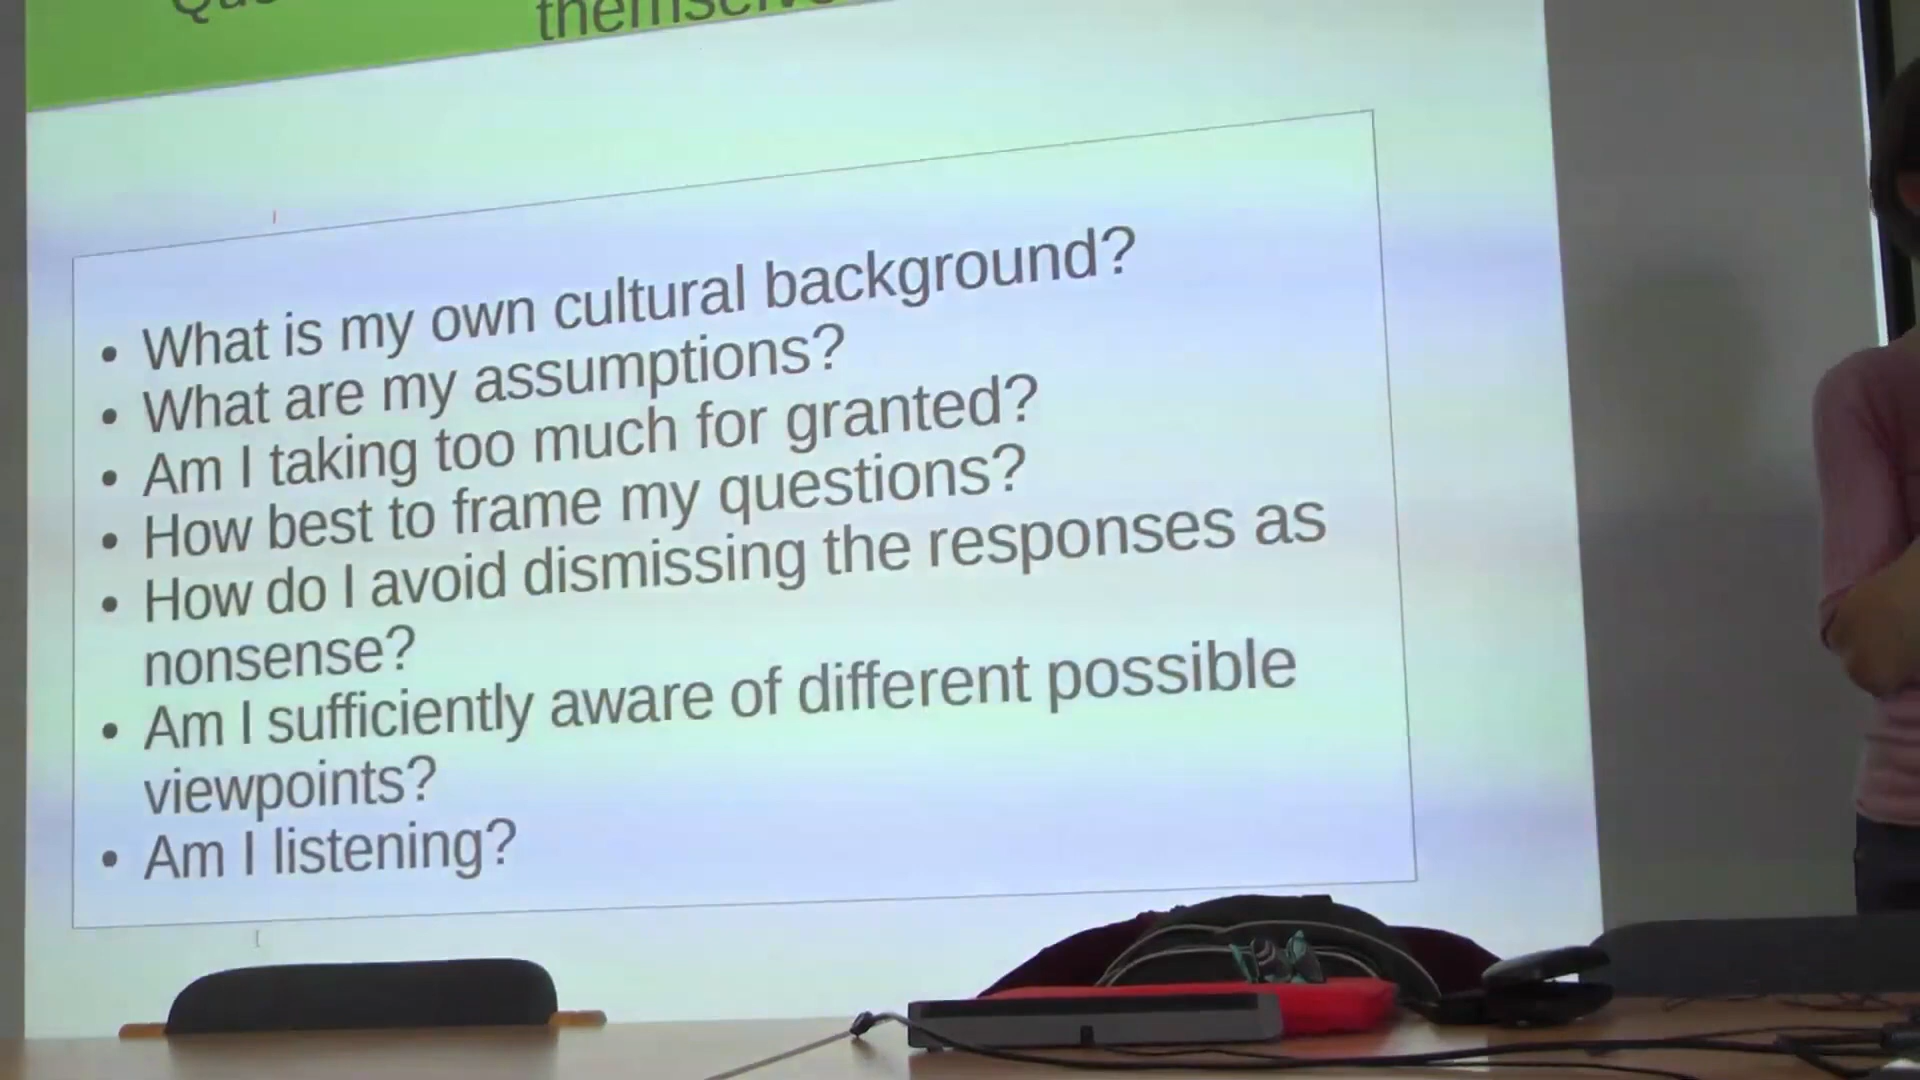 • What is my own cultural background?
• What are my assumptions?
• Am I taking too much for granted?
• How best to frame my questions?
• How do I avoid dismissing the responses as
nonsense?
• Am I sufficiently aware of different possible
viewpoints?
• Am I listening?